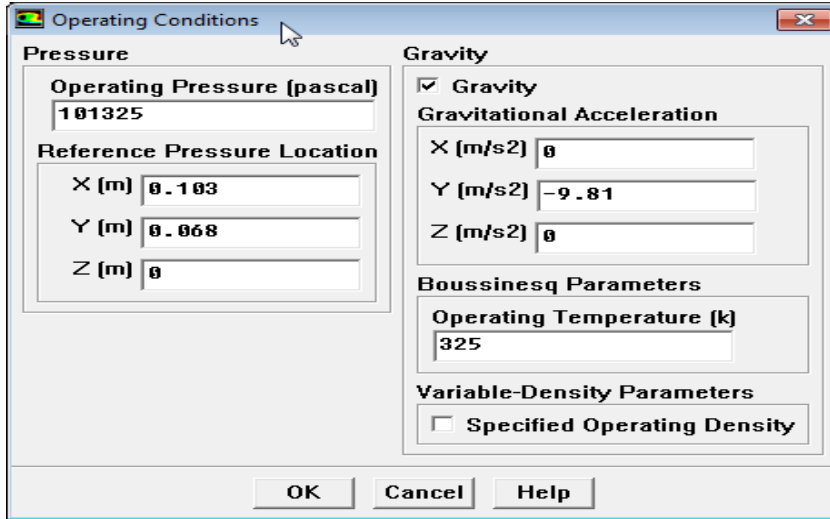 Operating Conditions
Pressure
Operating Pressure (pascal)
101325
Reference Pressure Location
X (m) 0.103
Y (m) 0.068
Z (m) 0
Gravity
Gravity
Gravitational Acceleration
X (m/s2) 0
Y (m/s2) -9.81
Z (m/s2) 0
Boussinesq Parameters
Operating Temperature (k)
325
Variable-Density Parameters
Specified Operating Density
OK Cancel Help